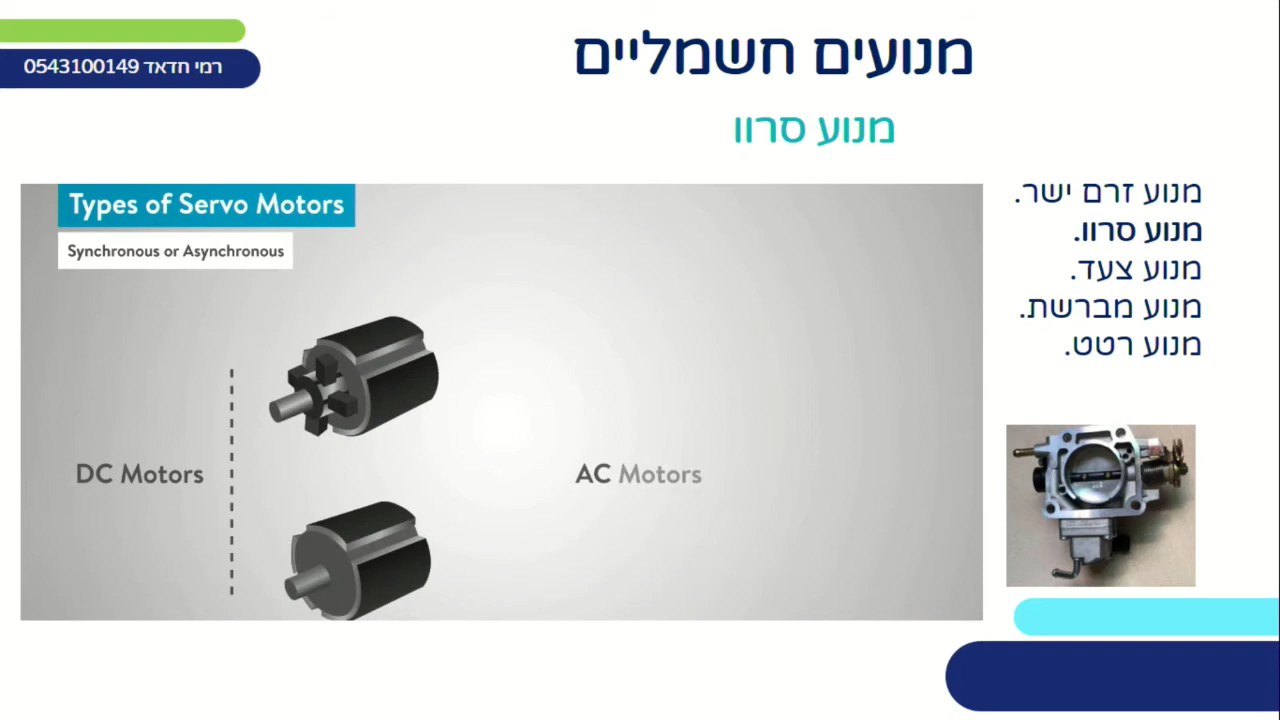 רמי חדאד 0543100149
מנועים חשמליים
מנוע סרוו
Types of Servo Motors
Synchronous or Asynchronous
DC Motors
AC Motors
מנוע זרם ישר.
מנוע סרוו.
מנוע צעד.
מנוע מברשת.
מנוע רטט.